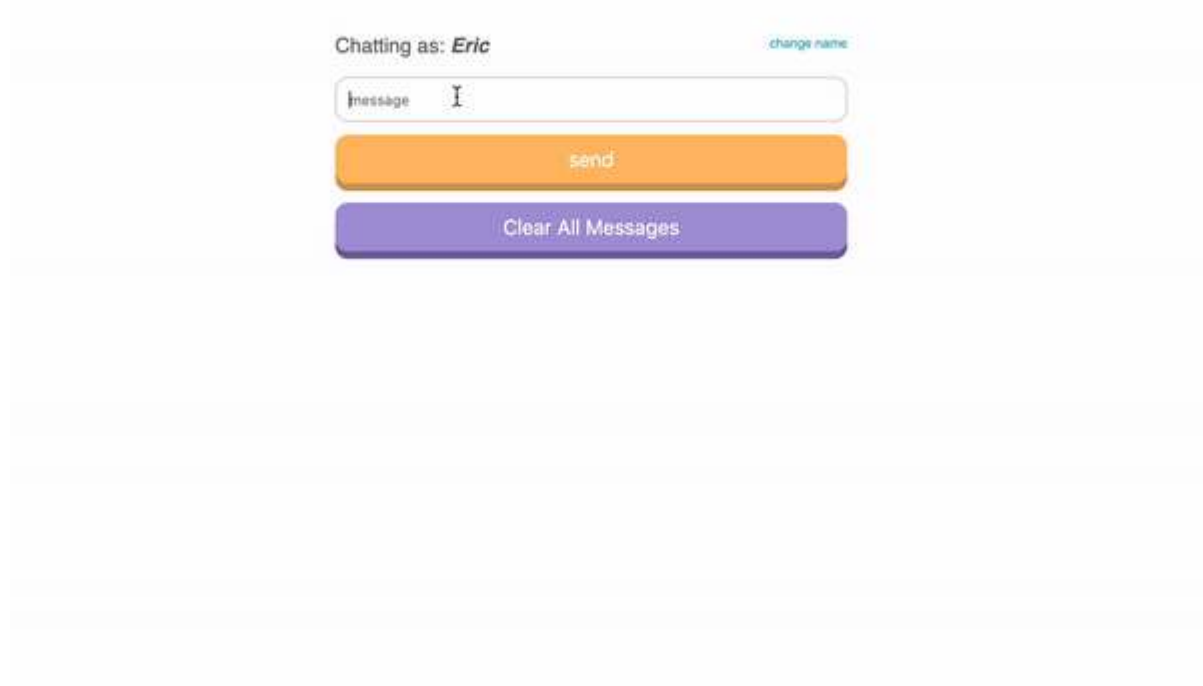 Chatting as: Eric
change name
message
send
Clear All Messages